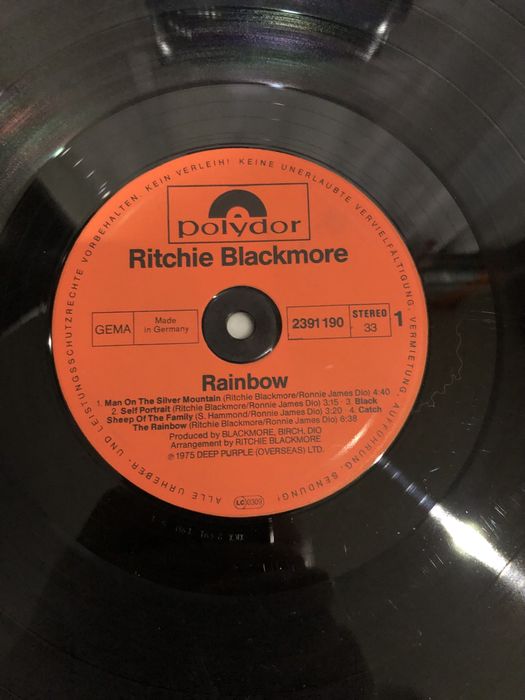 ALLE URHEBER- UND LEISTUNGSSCHUTZRECHTE VORBEHALTEN. KEIN VERLEIH! KEINE UNERLAUBTE VERVIELFÄLTIGUNG, VERMIETUNG, AUFFÜHRUNG, SENDUNG!
polydor
Ritchie Blackmore
GEMA
Made
in Germany
2391 190
STEREO
33
1
Rainbow
1. Man On The Silver Mountain (Ritchie Blackmore/Ronnie James Dio) 4:40
2. Self Portrait (Ritchie Blackmore/Ronnie James Dio) 3:15 · 3. Black
Sheep Of The Family (S. Hammond/Ronnie James Dio) 3:20 · 4. Catch
The Rainbow (Ritchie Blackmore/Ronnie James Dio) 6:38
Produced by BLACKMORE, BIRCH, DIO
Arrangement by RITCHIE BLACKMORE
℗ 1975 DEEP PURPLE (OVERSEAS) LTD.
LC 0309